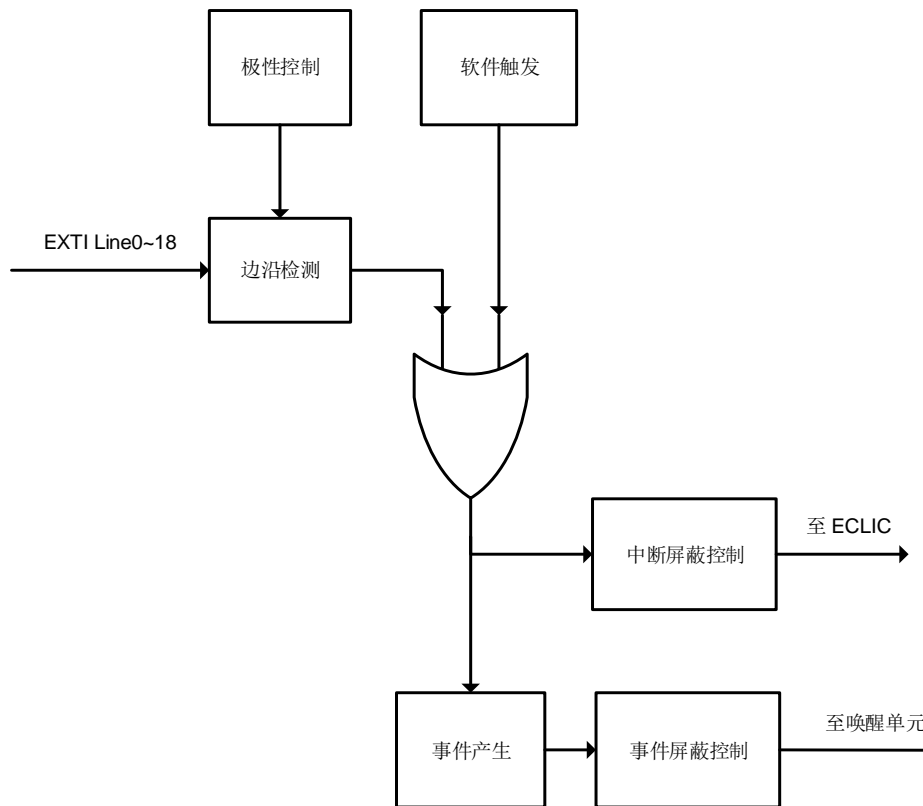 极性控制
软件触发
EXTI Line0~18
边沿检测
至 ECLIC
中断屏蔽控制
至唤醒单元
事件产生
事件屏蔽控制